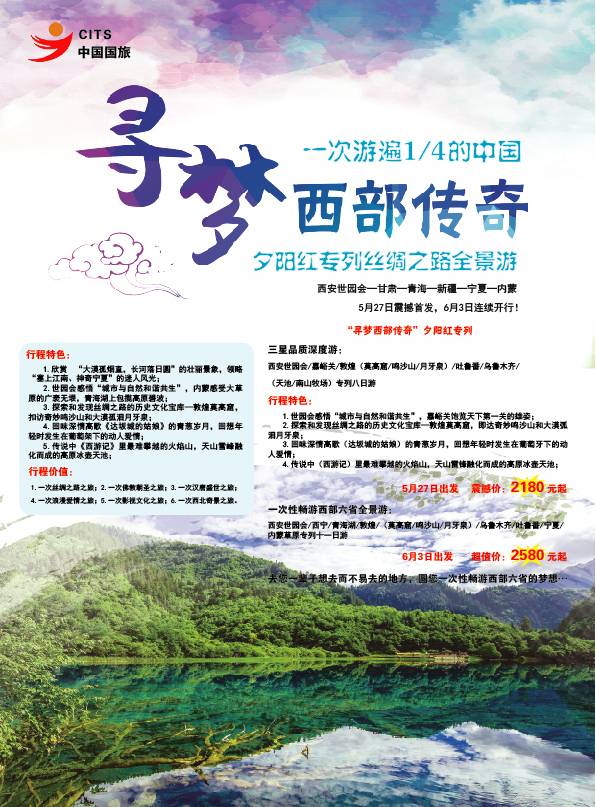 CITS
中国国旅
寻梦
一次游遍1/4的中国
西部传奇
夕阳红专列丝绸之路全景游
西安世园会—甘肃—青海—新疆—宁夏—内蒙
5月27日震撼首发，6月3日连续开行！
“寻梦西部传奇”夕阳红专列
行程特色：
1.欣赏 “大漠孤烟直，长河落日圆”的壮丽景象，领略
“塞上江南、神奇宁夏”的迷人风光；
2.世园会感悟“城市与自然和谐共生”，内蒙感受大草
原的广袤无垠，青海湖上包揽高原碧波；
3.探索和发现丝绸之路的历史文化宝库—敦煌莫高窟，
扣访奇妙鸣沙山和大漠孤泪月牙泉；
4.回味深情高歌《达坂城的姑娘》的青葱岁月，回想年
轻时发生在葡萄架下的动人爱情；
5.传说中《西游记》里最难攀越的火焰山，天山雪峰融
化而成的高原冰壶天池；
行程价值：
1.一次丝绸之路之旅；2.一次佛教朝圣之旅；3.一次汉唐盛世之旅；
4.一次浪漫爱情之旅；5.一次影视文化之旅；6.一次西北奇景之旅。
三星品质深度游：
西安世园会/嘉峪关/敦煌（莫高窟/鸣沙山/月牙泉）/吐鲁番/乌鲁木齐/
（天池/南山牧场）专列八日游
行程特色：
1.世园会感悟“城市与自然和谐共生”，嘉峪关饱览天下第一关的雄姿；
2.探索和发现丝绸之路的历史文化宝库—敦煌莫高窟，即达奇妙鸣沙山和大漠孤
泪月牙泉；
3.回味深情高歌（达坂城的姑娘）的青葱岁月，回想年轻时发生在葡萄牙下的动
人爱情；
4.传说中（西游记）里最难攀越的火焰山，天山雪锋融化而成的高原冰壶天池；
5月27日出发 震撼价：2180元起
一次性畅游西部六省全景游：
西安世园会/西宁/青海湖/敦煌/（莫高窟/鸣沙山/月牙泉）/乌鲁木齐/吐鲁番/宁夏/
内蒙草原专列十一日游
6月3日出发 超值价：2580元起
去您一辈子想去而不易去的地方，圆您一次性畅游西部六省的梦想…